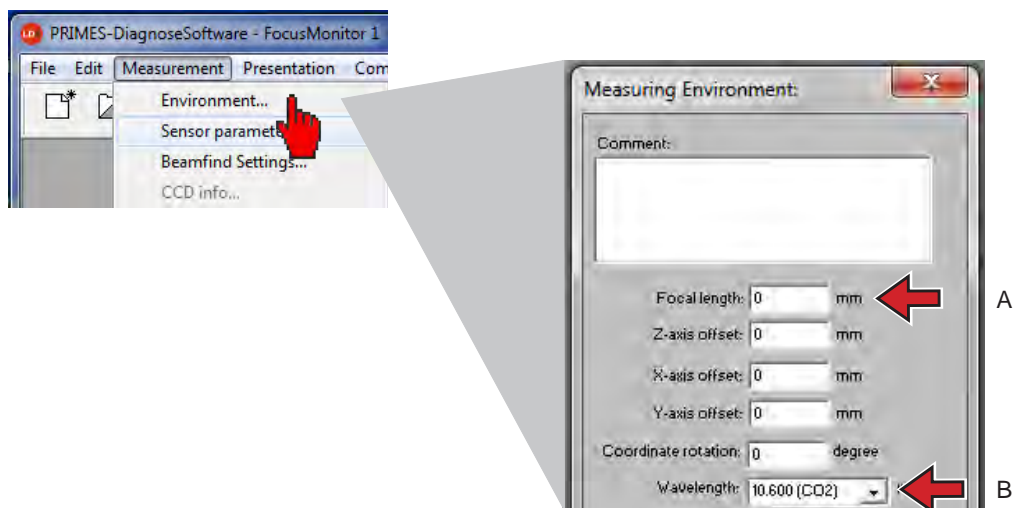 PRIMES-DiagnoseSoftware - FocusMonitor 1
File Edit Measurement Presentation Com
Environment...
Sensor paramet
Beamfind Settings...
CCD info...
Measuring Environment:
Comment:
Focal length: 0 mm A
Z-axis offset: 0 mm
X-axis offset: 0 mm
Y-axis offset: 0 mm
Coordinate rotation: 0 degree
Wavelength: 10.600 (CO2) B